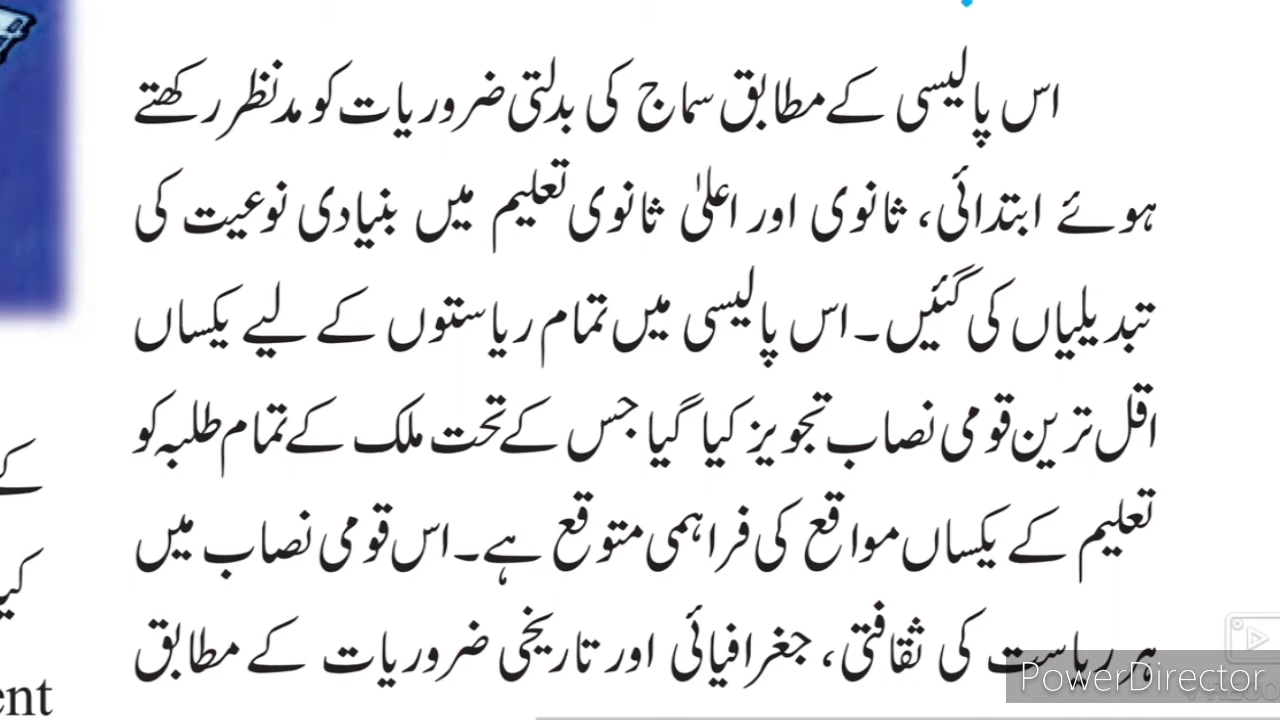 اس پالیسی کے مطابق سماج کی بدلتی ضروریات کو مدنظر رکھتے
ہوئے ابتدائی، ثانوی اور اعلیٰ ثانوی تعلیم میں بنیادی نوعیت کی
تبدیلیاں کی گئیں۔ اس پالیسی میں تمام ریاستوں کے لیے یکساں
اقل ترین قومی نصاب تجویز کیا گیا جس کے تحت ملک کے تمام طلبہ کو
تعلیم کے یکساں مواقع کی فراہمی متوقع ہے۔ اس قومی نصاب میں
ہر ریاست کی ثقافتی، جغرافیائی اور تاریخی ضروریات کے مطابق
PowerDirector